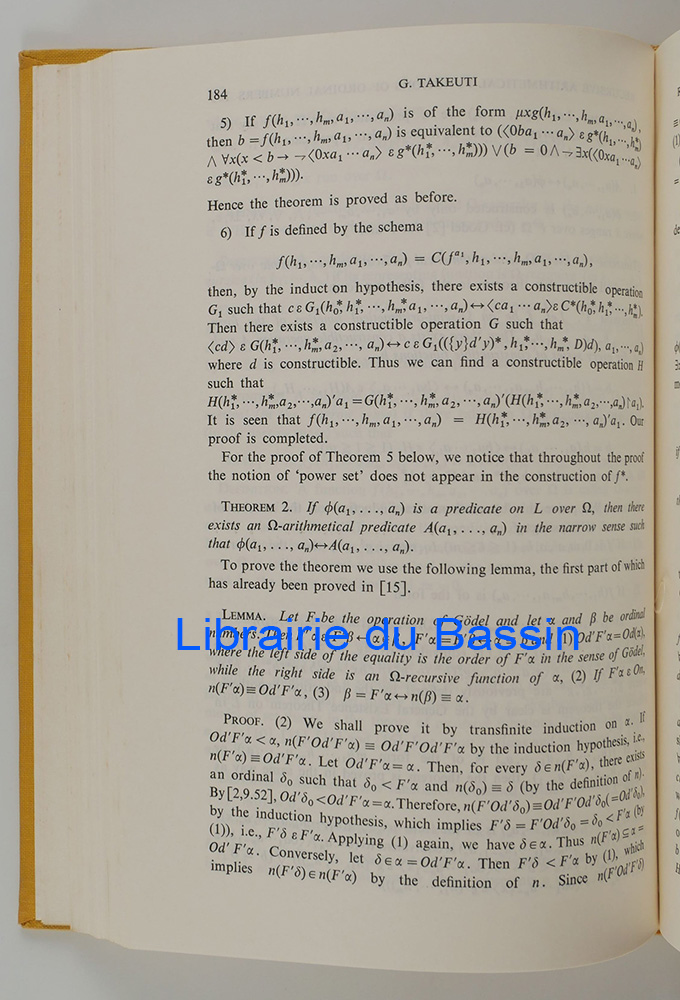 184
G. TAKEUTI
5) If f(h₁,···,hₘ,a₁,···,aₙ) is of the form μxg(h₁,···,hₘ,a₁,···,aₙ),
then b = f(h₁,···,hₘ,a₁,···,aₙ) is equivalent to (⟨0ba₁···aₙ⟩ ε g*(h₁,···,hₘ*)
∧ ∀x(x < b → ¬⟨0xa₁···aₙ⟩ ε g*(h₁*,···,hₘ*))) ∨ (b = 0 ∧ ¬∃x(⟨0xa₁···aₙ⟩
ε g*(h₁*,···,hₘ*))).
Hence the theorem is proved as before.
6) If f is defined by the schema
f(h₁,···,hₘ,a₁,···,aₙ) = C(fᵃ¹,h₁,···,hₘ,a₁,···,aₙ),
then, by the induct on hypothesis, there exists a constructible operation
G₁ such that c ε G₁(h₀*,h₁*,···,hₘ*,a₁,···,aₙ)↔⟨ca₁···aₙ⟩ε C*(h₀*,h₁*,···,hₘ*).
Then there exists a constructible operation G such that
⟨cd⟩ ε G(h₁*,···,hₘ*,a₂,···, aₙ)↔c ε G₁(({y}d′y)*,h₁*,···,hₘ*, D)d), a₁,···,aₙ)
where d is constructible. Thus we can find a constructible operation H
such that
H(h₁*,···,hₘ*,a₂,···,aₙ)′a₁=G(h₁*,···,hₘ*,a₂,···,aₙ)′(H(h₁*,···,hₘ*,a₂,···,aₙ)↾a₁).
It is seen that f(h₁,···,hₘ,a₁,···,aₙ) = H(h₁*,···,hₘ*,a₂,···,aₙ)′a₁. Our
proof is completed.
For the proof of Theorem 5 below, we notice that throughout the proof
the notion of ‘power set’ does not appear in the construction of f*.
THEOREM 2. If ϕ(a₁, . . ., aₙ) is a predicate on L over Ω, then there
exists an Ω-arithmetical predicate A(a₁, . . ., aₙ) in the narrow sense such
that ϕ(a₁, . . ., aₙ)↔A(a₁, . . ., aₙ).
To prove the theorem we use the following lemma, the first part of which
has already been proved in [15].
LEMMA. Let F be the operation of Gödel and let α and β be ordinal
numbers. Then (1) Od′F′α=Od(α),
Librairie du Bassin
where the left side of the equality is the order of F′α in the sense of Gödel,
while the right side is an Ω-recursive function of α, (2) If F′α ε On,
n(F′α)≡Od′F′α, (3) β = F′α↔n(β) ≡ α.
PROOF. (2) We shall prove it by transfinite induction on α. If
Od′F′α < α, n(F′Od′F′α) ≡ Od′F′Od′F′α by the induction hypothesis, i.e.,
n(F′α)≡Od′F′α. Let Od′F′α=α. Then, for every δ∈n(F′α), there exists
an ordinal δ₀ such that δ₀ < F′α and n(δ₀) ≡ δ (by the definition of n).
By[2,9.52], Od′δ₀<Od′F′α=α. Therefore, n(F′Od′δ₀)≡Od′F′Od′δ₀(=Od′δ₀),
by the induction hypothesis, which implies F′δ = F′Od′δ₀ = δ₀ < F′α (by
(1)), i.e., F′δ ε F′α. Applying (1) again, we have δ∈α. Thus n(F′α)⊆α=
Od′ F′α. Conversely, let δ∈α=Od′F′α. Then F′δ < F′α by (1), which
implies n(F′δ)∈n(F′α) by the definition of n. Since n(F′Od′F′δ)